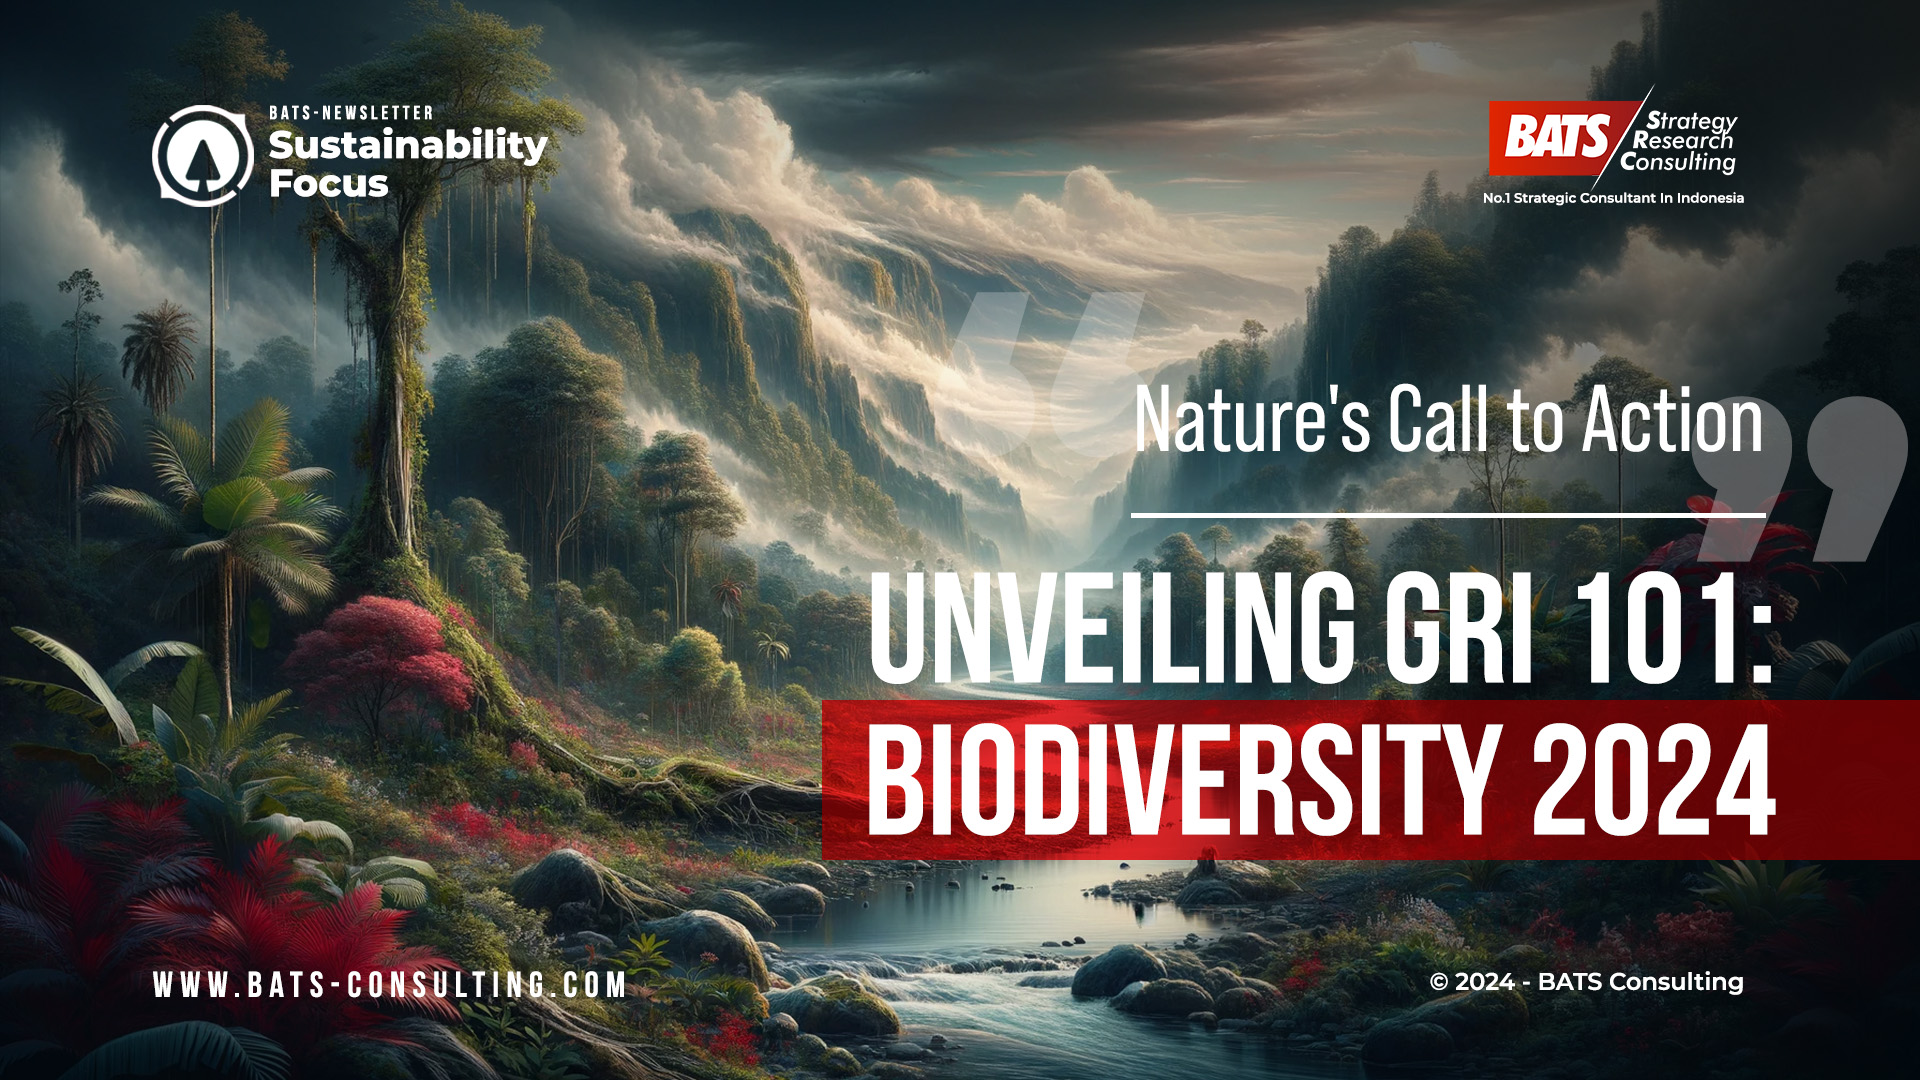 BATS-NEWSLETTER
Sustainability
Focus
BATS
Strategy
Research
Consulting
No.1 Strategic Consultant In Indonesia
“
Nature's Call to Action
”
UNVEILING GRI 101:
BIODIVERSITY 2024
WWW.BATS-CONSULTING.COM
© 2024 - BATS Consulting